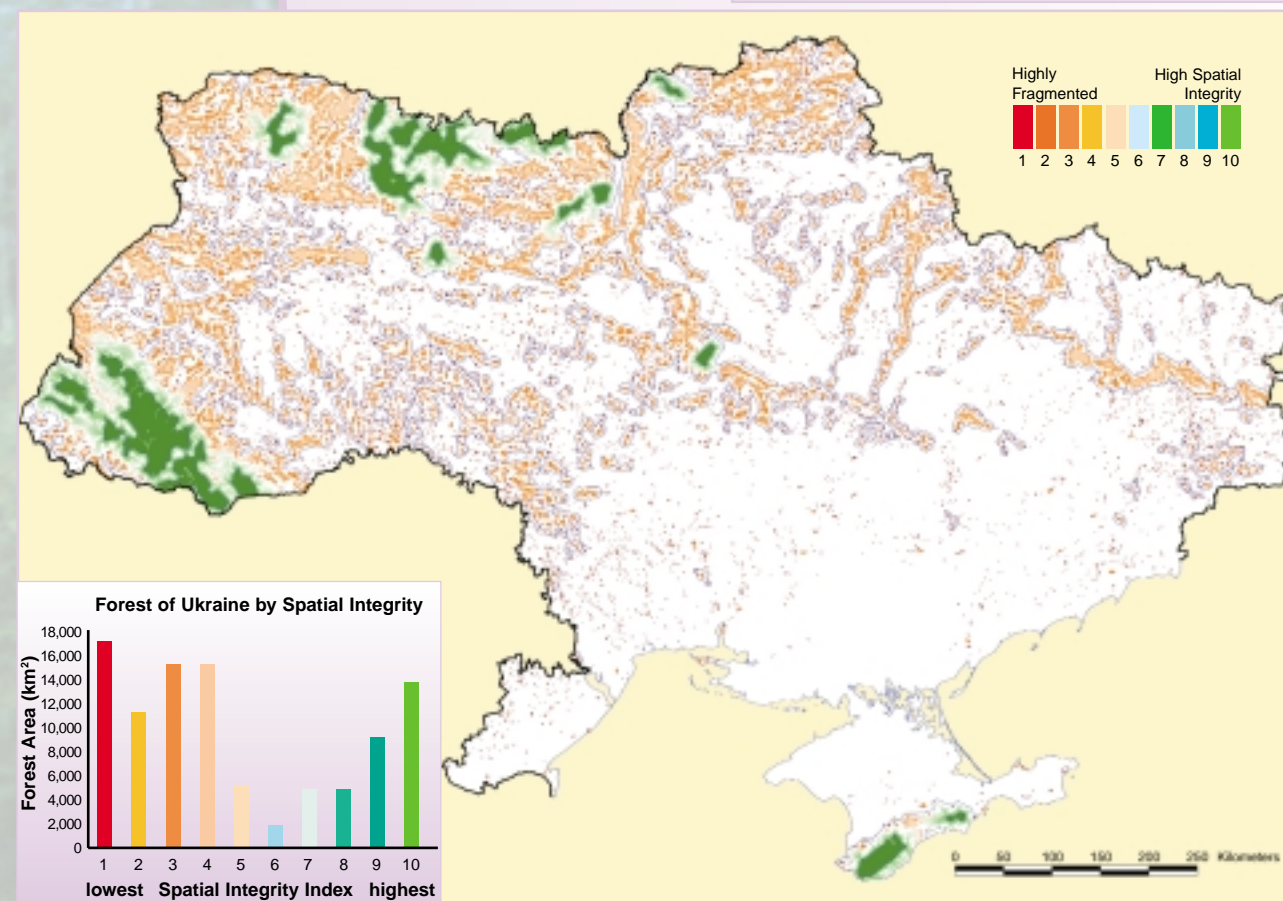 Highly High Spatial
Fragmented Integrity
1 2 3 4 5 6 7 8 9 10
Forest of Ukraine by Spatial Integrity
Forest Area (km²)
18,000
16,000
14,000
12,000
10,000
8,000
6,000
4,000
2,000
0
1 2 3 4 5 6 7 8 9 10
lowest Spatial Integrity Index highest
0 50 100 150 200 250 Kilometers